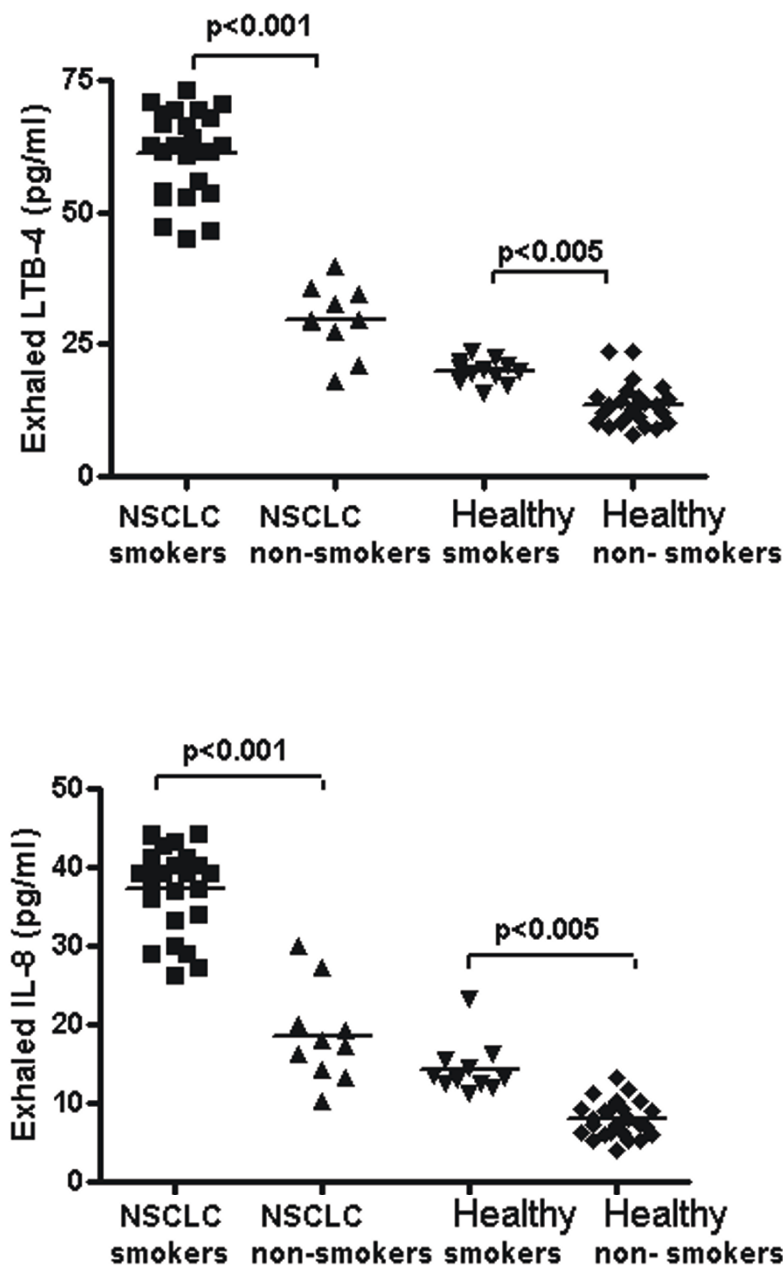 p<0.001
75
p<0.005
50
25
0
Exhaled LTB-4 (pg/ml)
NSCLC smokers
NSCLC non-smokers
Healthy smokers
Healthy non- smokers
p<0.001
50
40
p<0.005
30
20
10
0
Exhaled IL-8 (pg/ml)
NSCLC smokers
NSCLC non-smokers
Healthy smokers
Healthy non- smokers